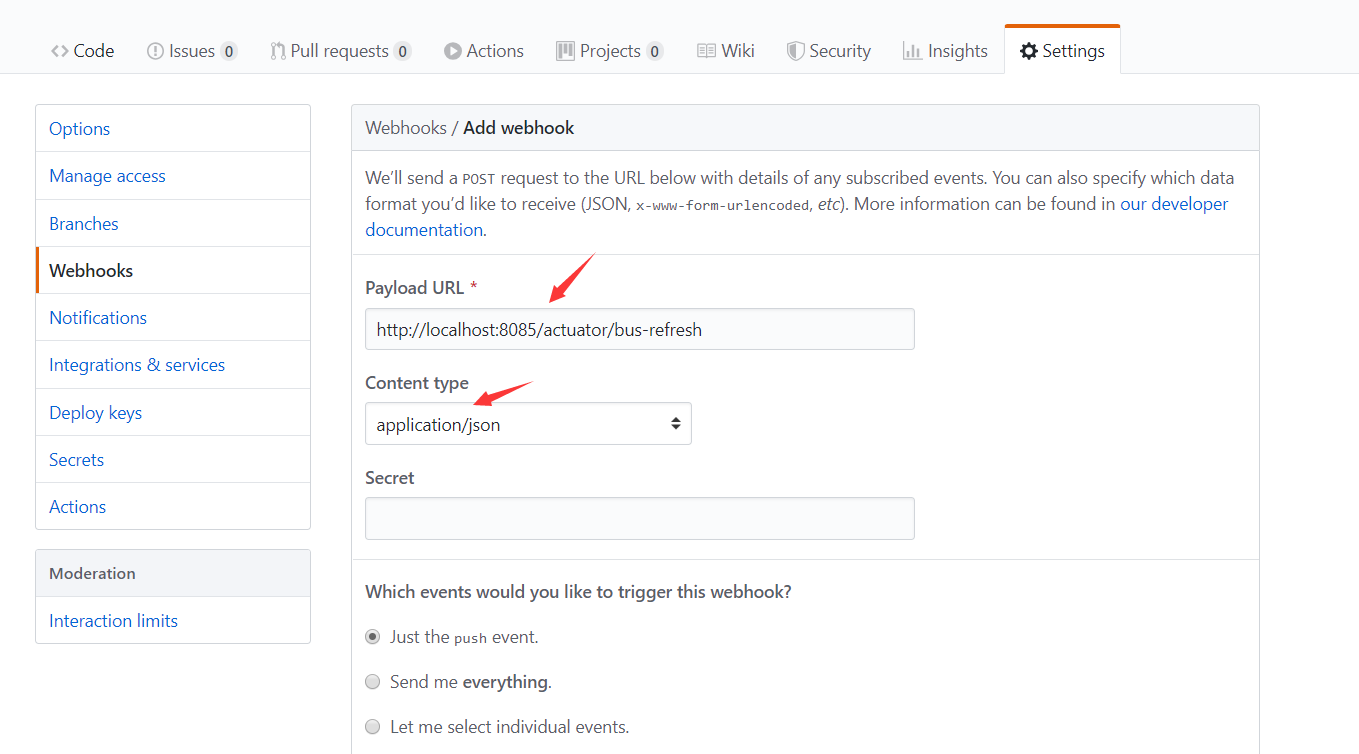 Code Issues 0 Pull requests 0 Actions Projects 0 Wiki Security Insights Settings
Options
Manage access
Branches
Webhooks
Notifications
Integrations & services
Deploy keys
Secrets
Actions
Moderation
Interaction limits
Webhooks / Add webhook
We’ll send a POST request to the URL below with details of any subscribed events. You can also specify which data
format you’d like to receive (JSON, x-www-form-urlencoded, etc). More information can be found in our developer
documentation.
Payload URL *
http://localhost:8085/actuator/bus-refresh
Content type
application/json
Secret
Which events would you like to trigger this webhook?
Just the push event.
Send me everything.
Let me select individual events.